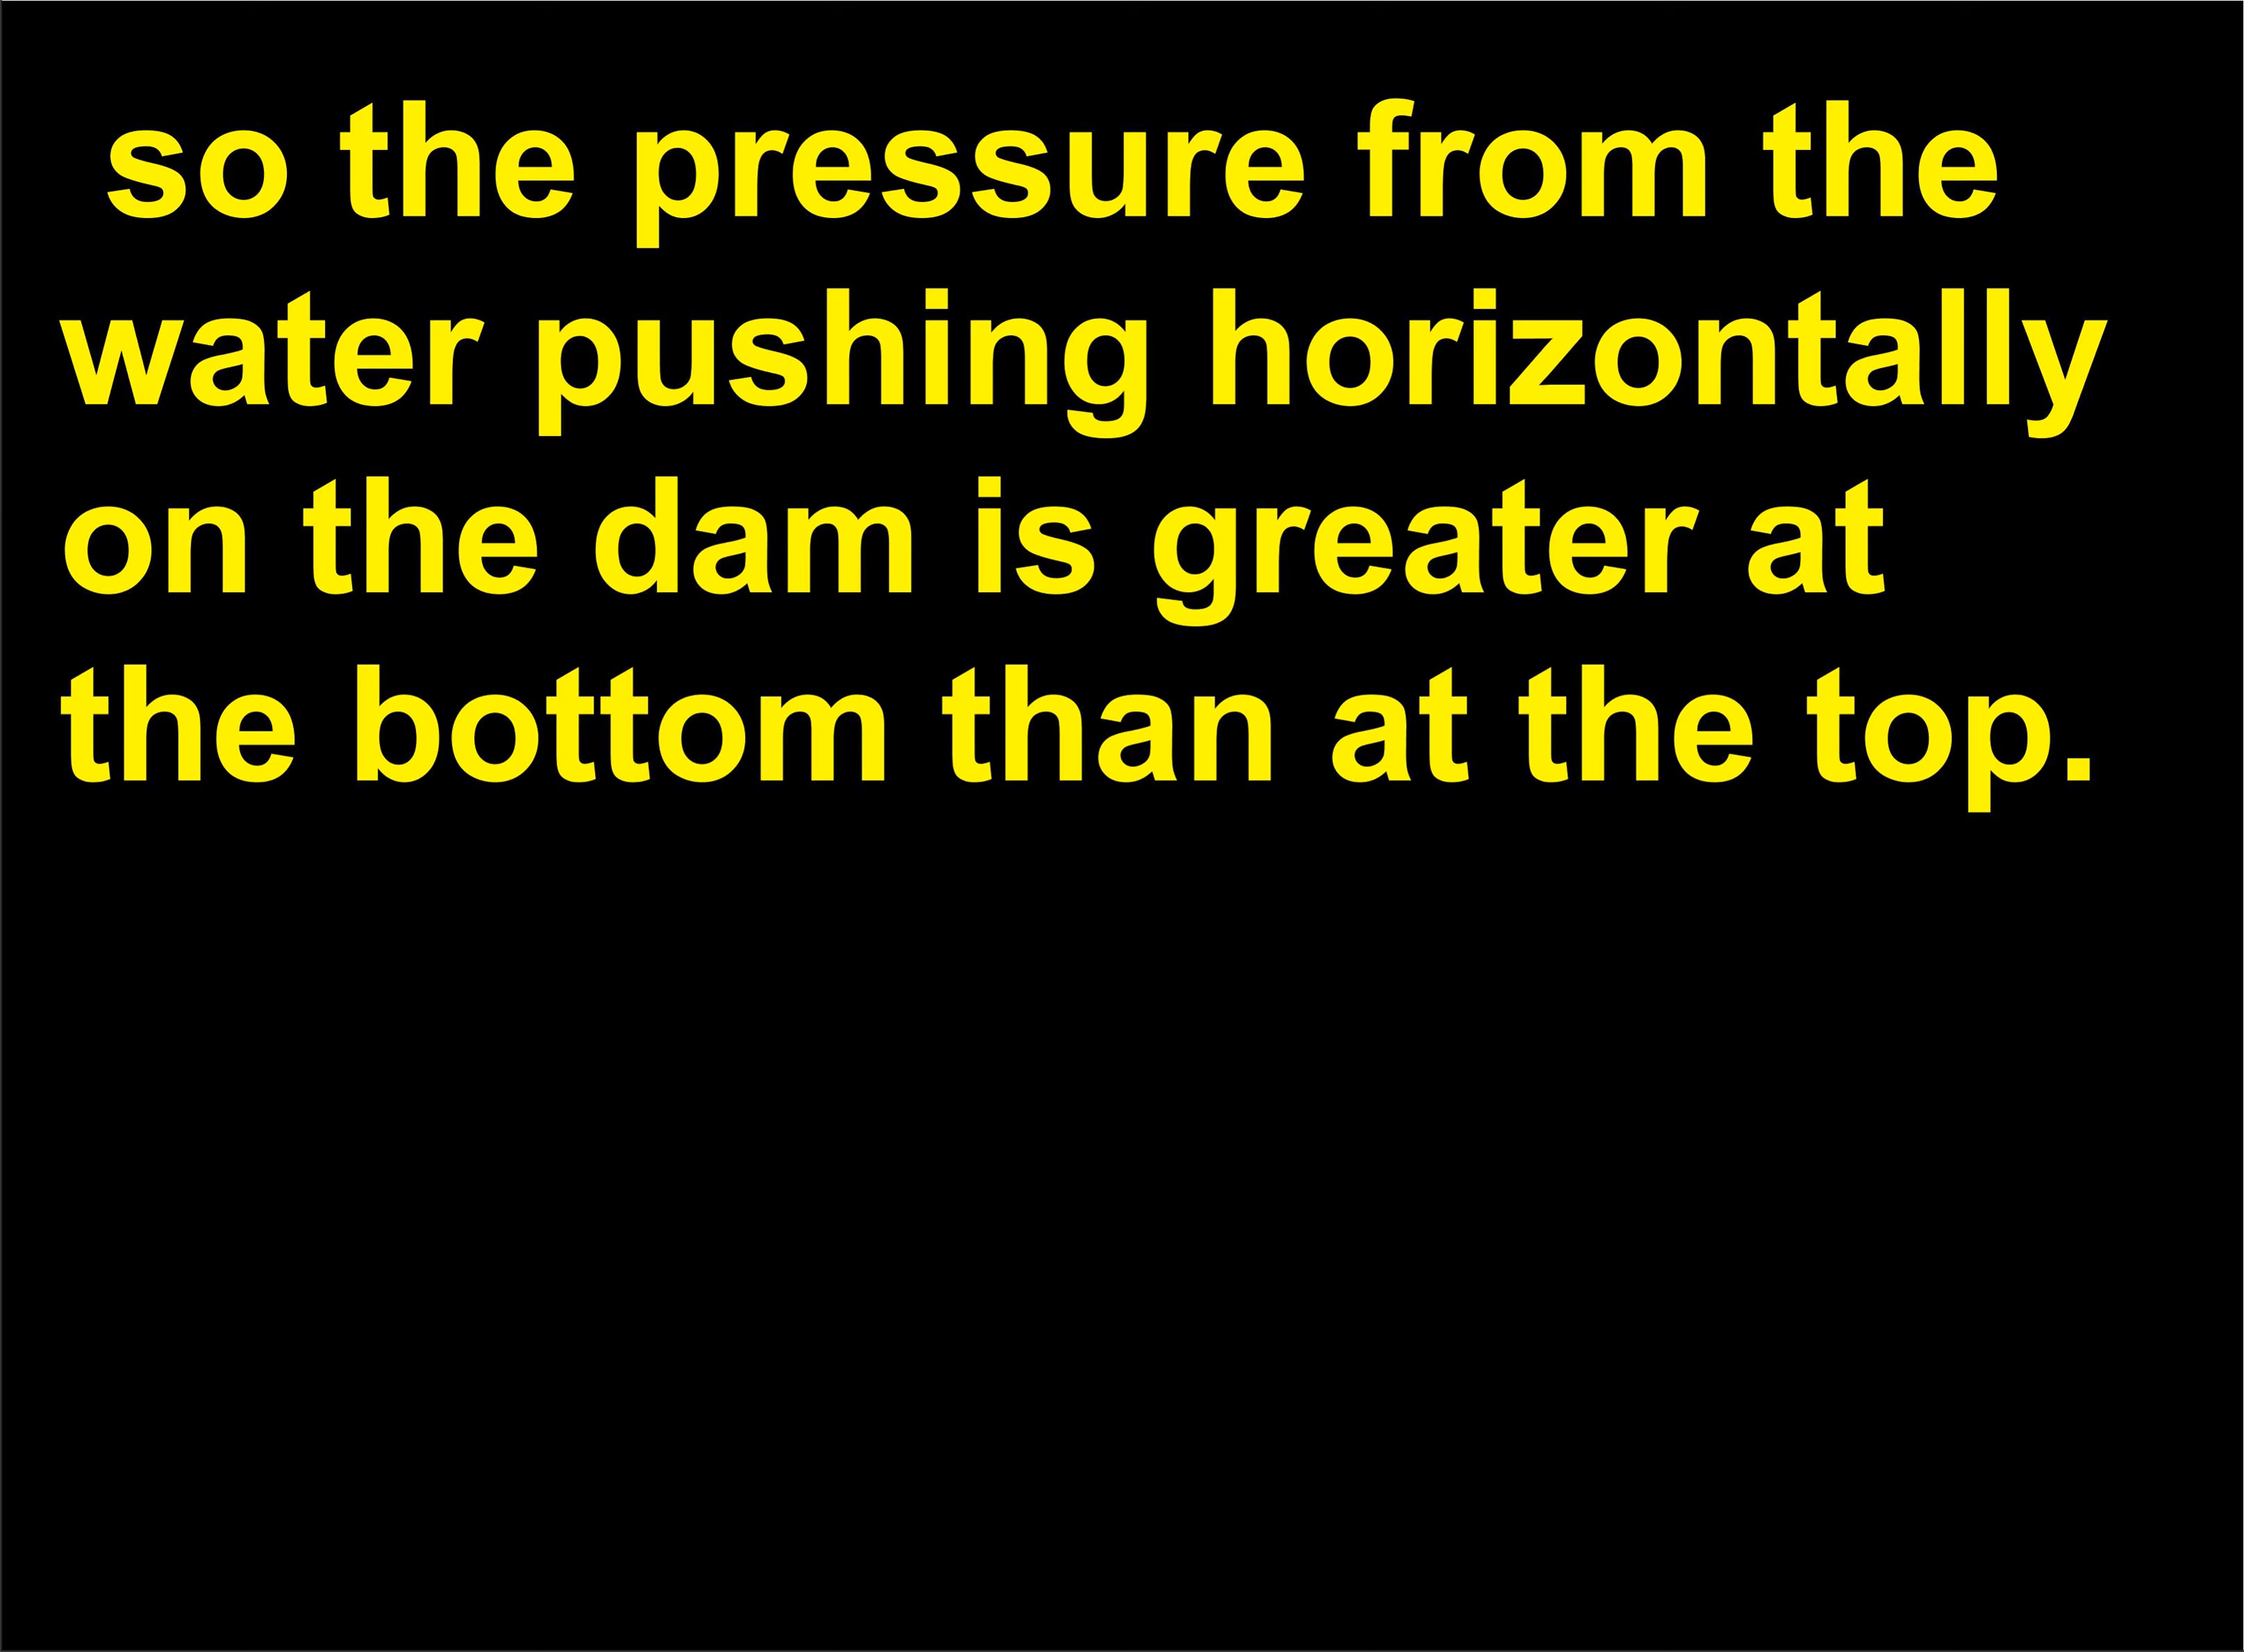 so the pressure from the
water pushing horizontally
on the dam is greater at
the bottom than at the top.